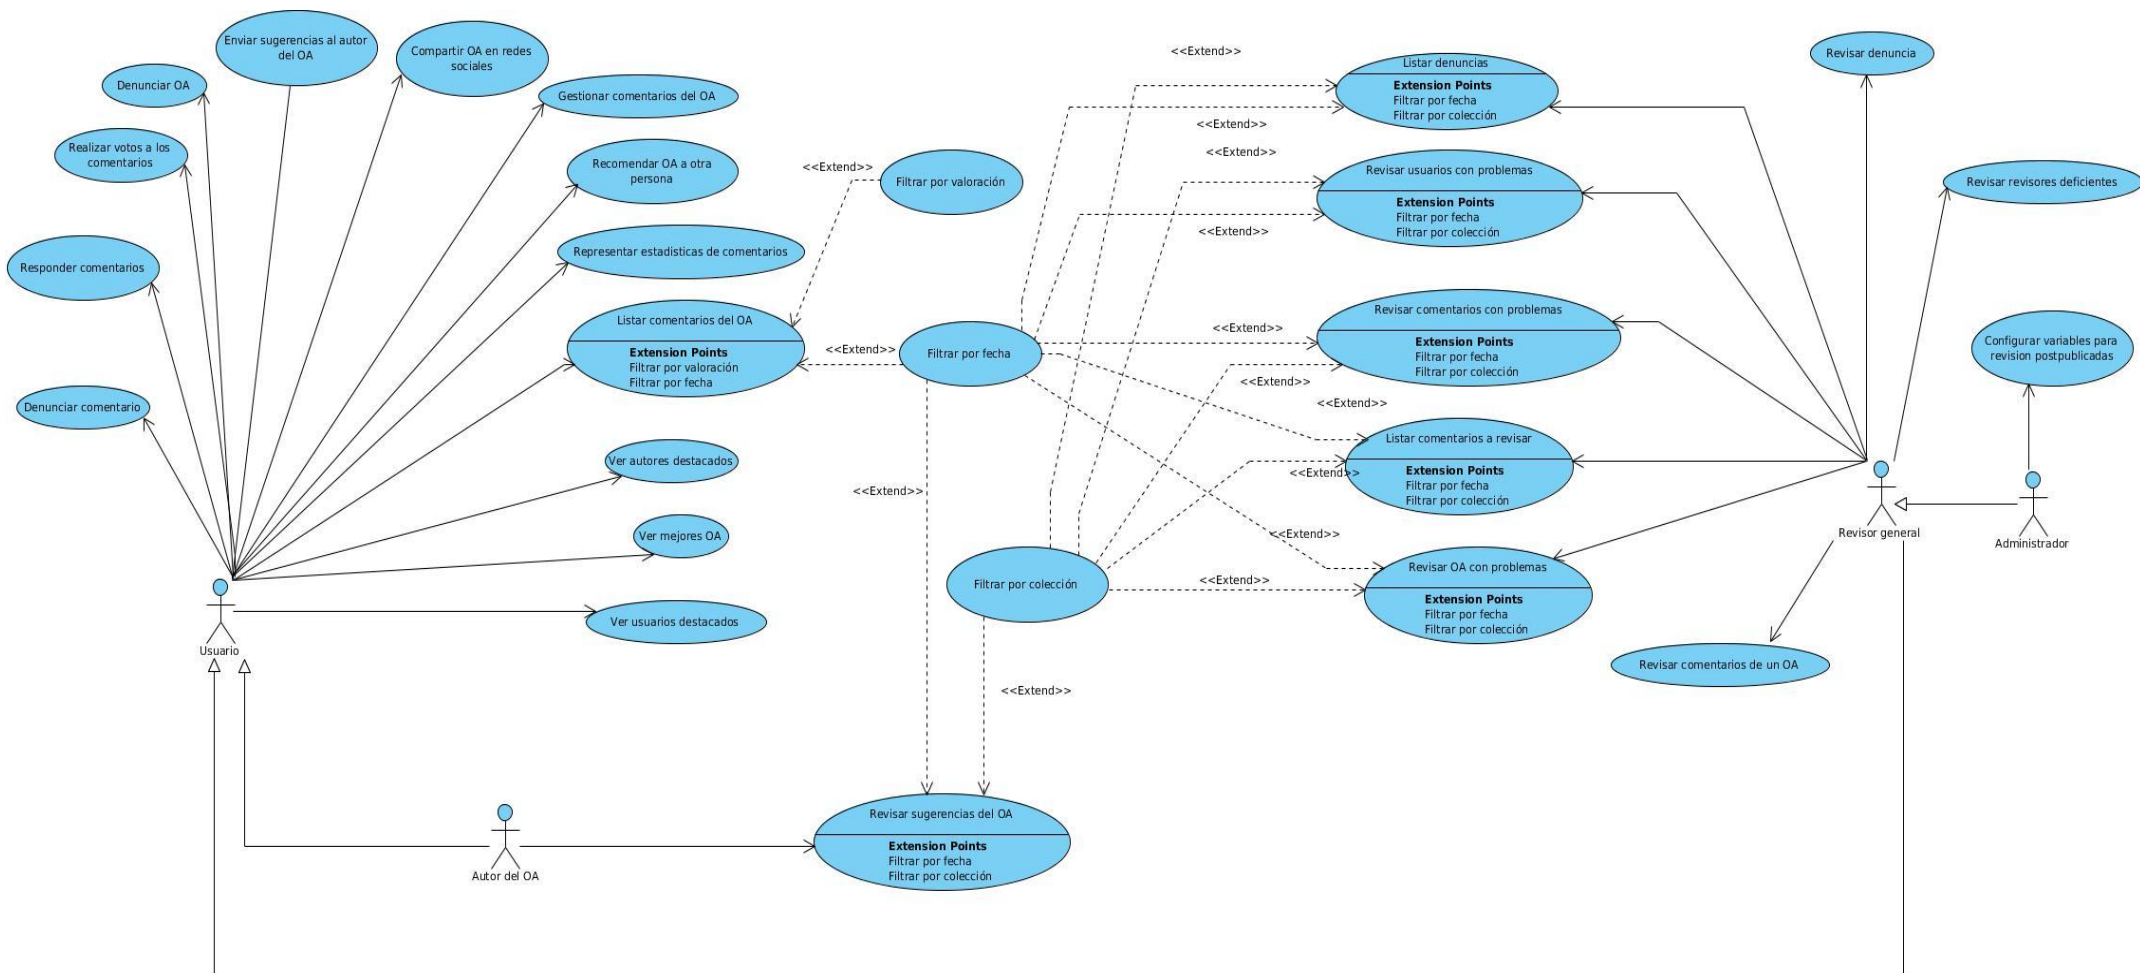 Enviar sugerencias al autor
del OA
Compartir OA en redes
sociales
Denunciar OA
Gestionar comentarios del OA
Realizar votos a los
comentarios
Recomendar OA a otra
persona
Responder comentarios
Representar estadisticas de comentarios
Listar comentarios del OA
Extension Points
Filtrar por valoración
Filtrar por fecha
Denunciar comentario
Ver autores destacados
Ver mejores OA
Ver usuarios destacados
Usuario
Autor del OA
<<Extend>>
Filtrar por valoración
<<Extend>>
Filtrar por fecha
<<Extend>>
Filtrar por colección
<<Extend>>
Revisar sugerencias del OA
Extension Points
Filtrar por fecha
Filtrar por colección
<<Extend>>
Listar denuncias
Extension Points
Filtrar por fecha
Filtrar por colección
<<Extend>>
<<Extend>>
Revisar usuarios con problemas
Extension Points
Filtrar por fecha
Filtrar por colección
<<Extend>>
Revisar comentarios con problemas
Extension Points
Filtrar por fecha
Filtrar por colección
<<Extend>>
<<Extend>>
<<Extend>>
Listar comentarios a revisar
Extension Points
Filtrar por fecha
Filtrar por colección
<<Extend>>
<<Extend>>
Revisar OA con problemas
Extension Points
Filtrar por fecha
Filtrar por colección
<<Extend>>
Revisar comentarios de un OA
Revisar denuncia
Revisar revisores deficientes
Configurar variables para
revision postpublicadas
Revisor general
Administrador